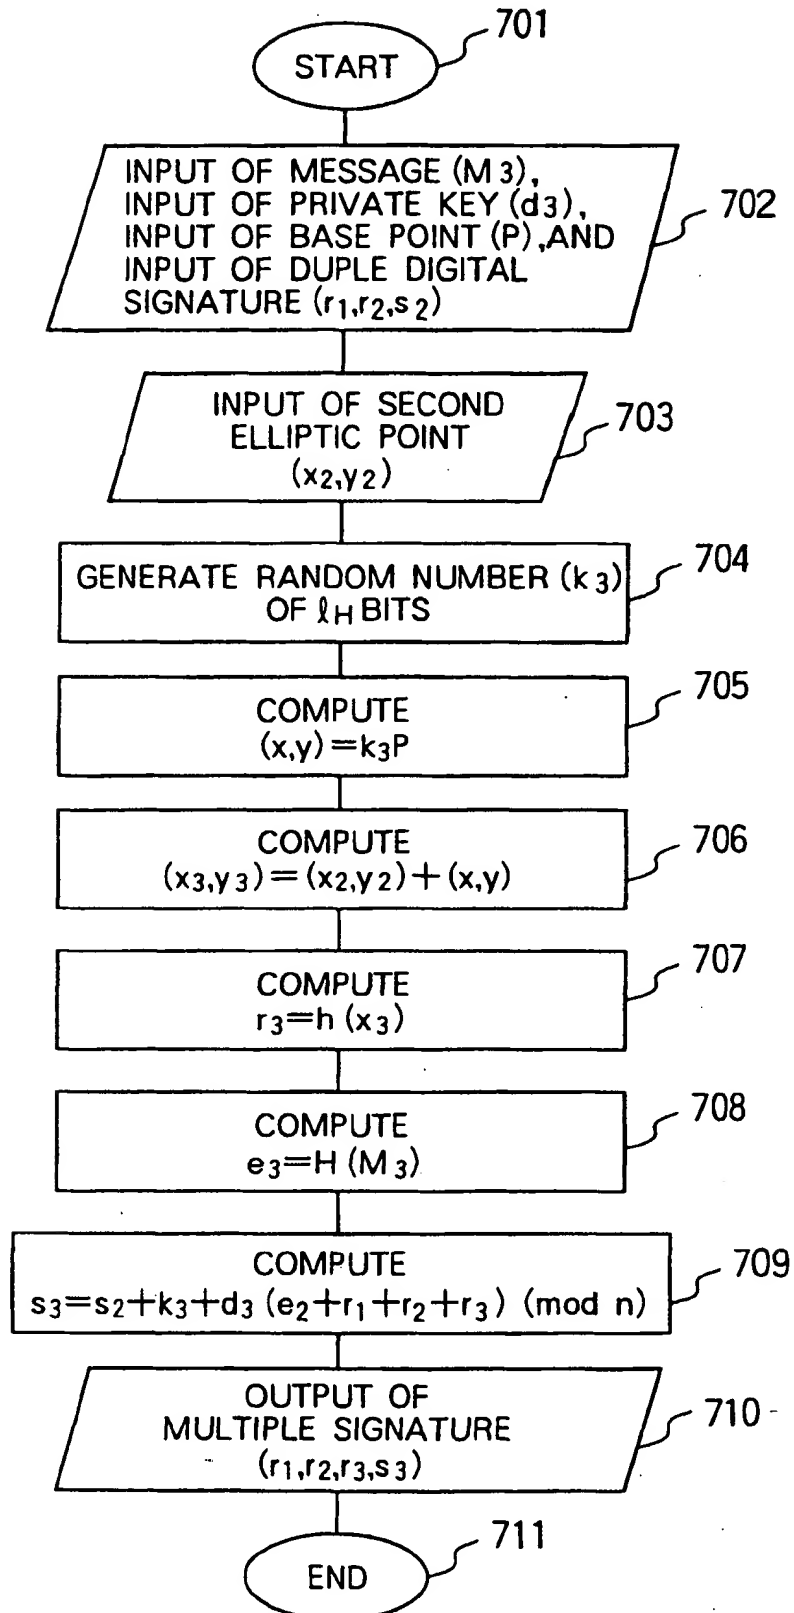 701
START
INPUT OF MESSAGE (M3),
INPUT OF PRIVATE KEY (d3),
INPUT OF BASE POINT (P),AND
INPUT OF DUPLE DIGITAL
SIGNATURE (r1,r2,s2)
702
INPUT OF SECOND
ELLIPTIC POINT
(x2,y2)
703
GENERATE RANDOM NUMBER (k3)
OF ℓH BITS
704
COMPUTE
(x,y)=k3P
705
COMPUTE
(x3,y3)=(x2,y2)+(x,y)
706
COMPUTE
r3=h (x3)
707
COMPUTE
e3=H (M3)
708
COMPUTE
s3=s2+k3+d3 (e2+r1+r2+r3) (mod n)
709
OUTPUT OF
MULTIPLE SIGNATURE
(r1,r2,r3,s3)
710
END
711